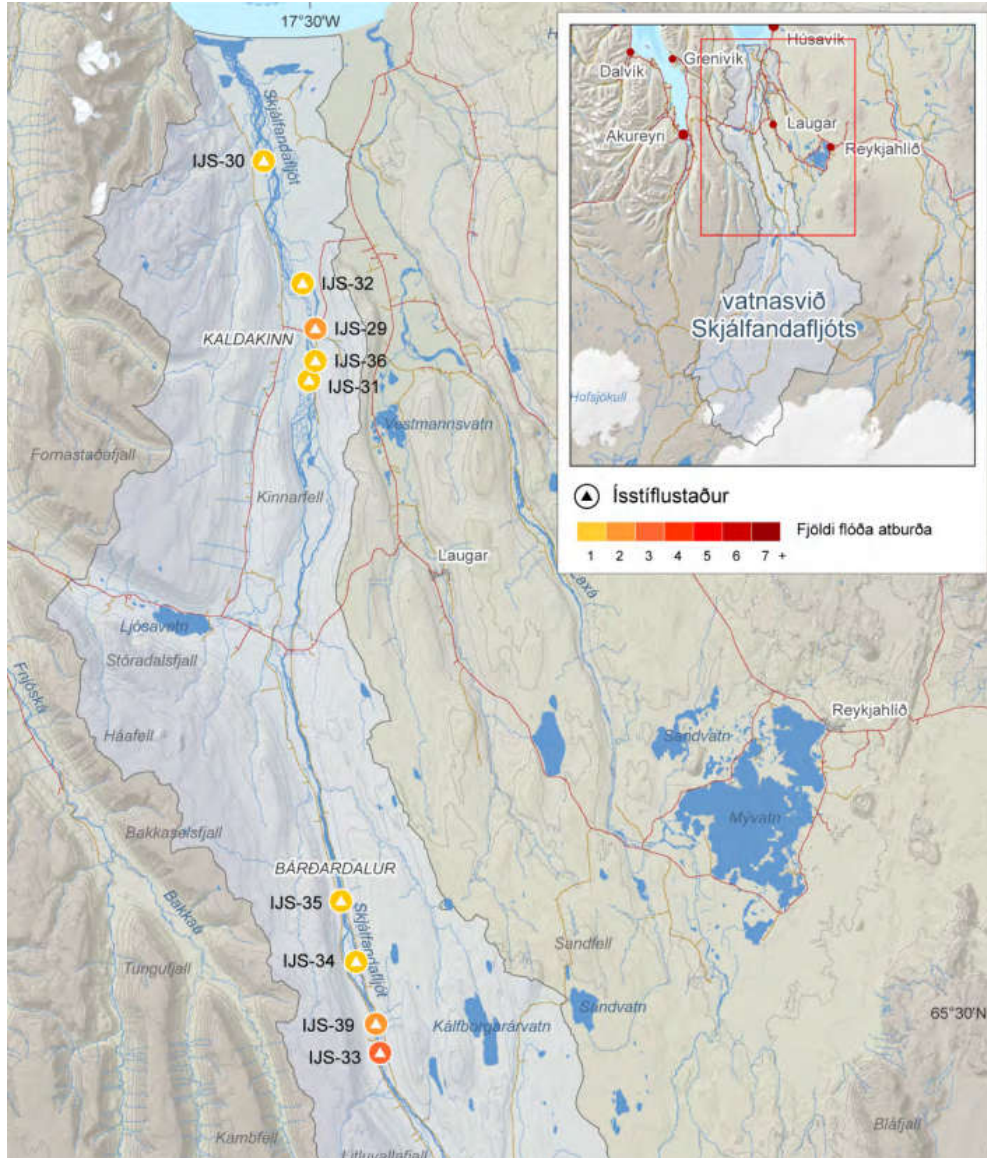 17°30'W
Skjálfandafljót
IJS-30
IJS-32
IJS-29
KALDAKINN
IJS-36
IJS-31
Vestmannsvatn
Fornastaðafjall
Kinnarfell
Laugar
Laxá
Ljósavatn
Stóradalsfjall
Fnjóská
Háafell
Reykjahlíð
Sandvatn
Mývatn
Bakkaselsfjall
BÁRÐARDALUR
IJS-35
Skjálfandafljót
Bakkaá
IJS-34
Sandfell
Tungufjall
Sandvatn
IJS-39
Kálfborgarárvatn
65°30'N
IJS-33
Bláfjall
Kambfell
Litluvallafjall
Húsavík
Dalvík
Grenivík
Akureyri
Laugar
Reykjahlíð
vatnasvið
Skjálfandafljóts
Hofsjökull
Ísstíflustaður
Fjöldi flóða atburða
1 2 3 4 5 6 7 +